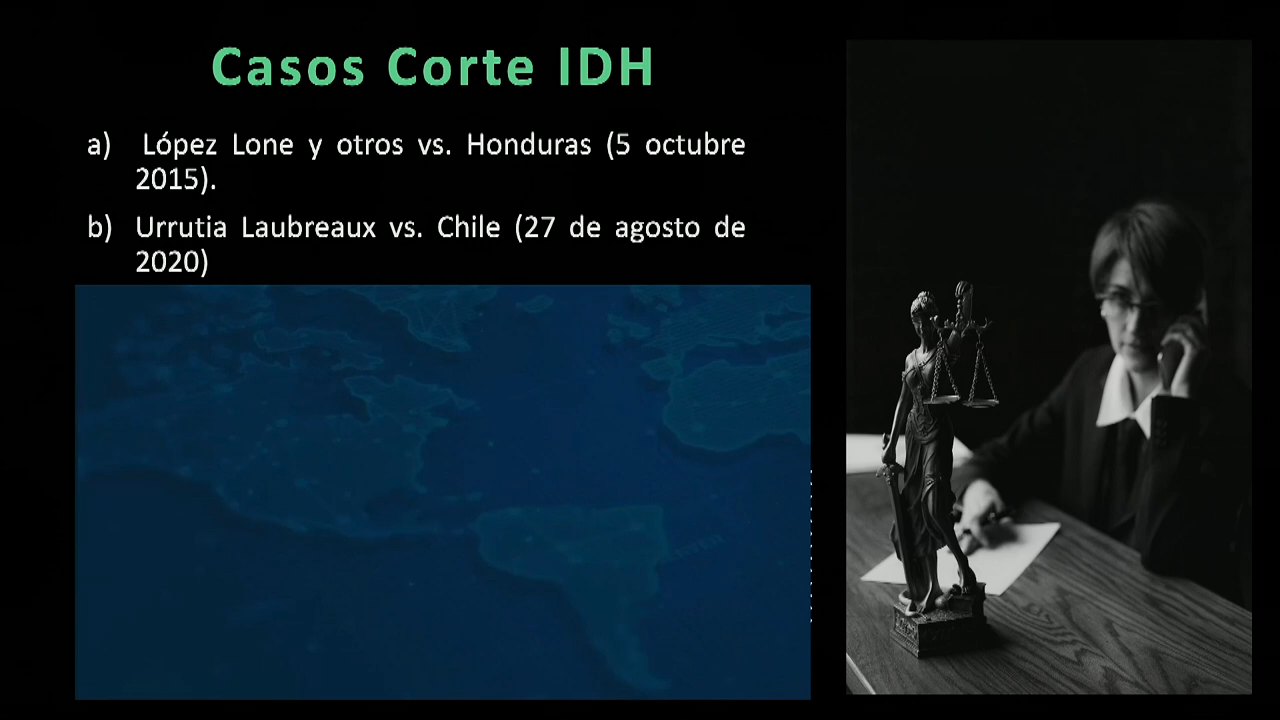 Casos Corte IDH
a) López Lone y otros vs. Honduras (5 octubre
2015).
b) Urrutia Laubreaux vs. Chile (27 de agosto de
2020)